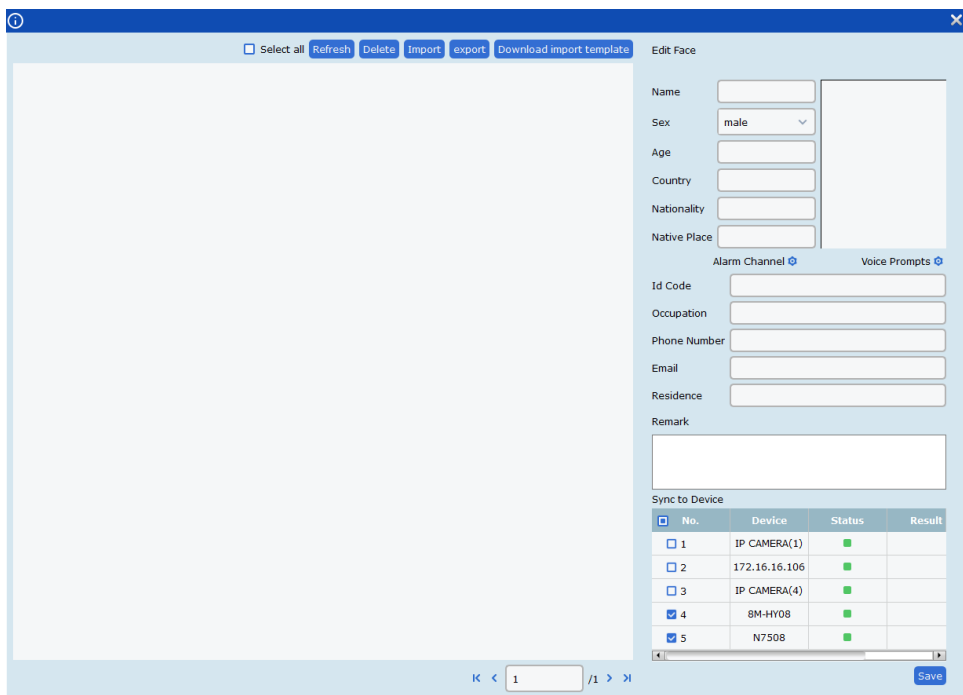 Select all Refresh Delete Import export Download import template
Edit Face
Name
Sex male
Age
Country
Nationality
Native Place
Alarm Channel Voice Prompts
Id Code
Occupation
Phone Number
Email
Residence
Remark
Sync to Device
No. Device Status Result
1 IP CAMERA(1)
2 172.16.16.106
3 IP CAMERA(4)
4 8M-HY08
5 N7508
1 /1
Save